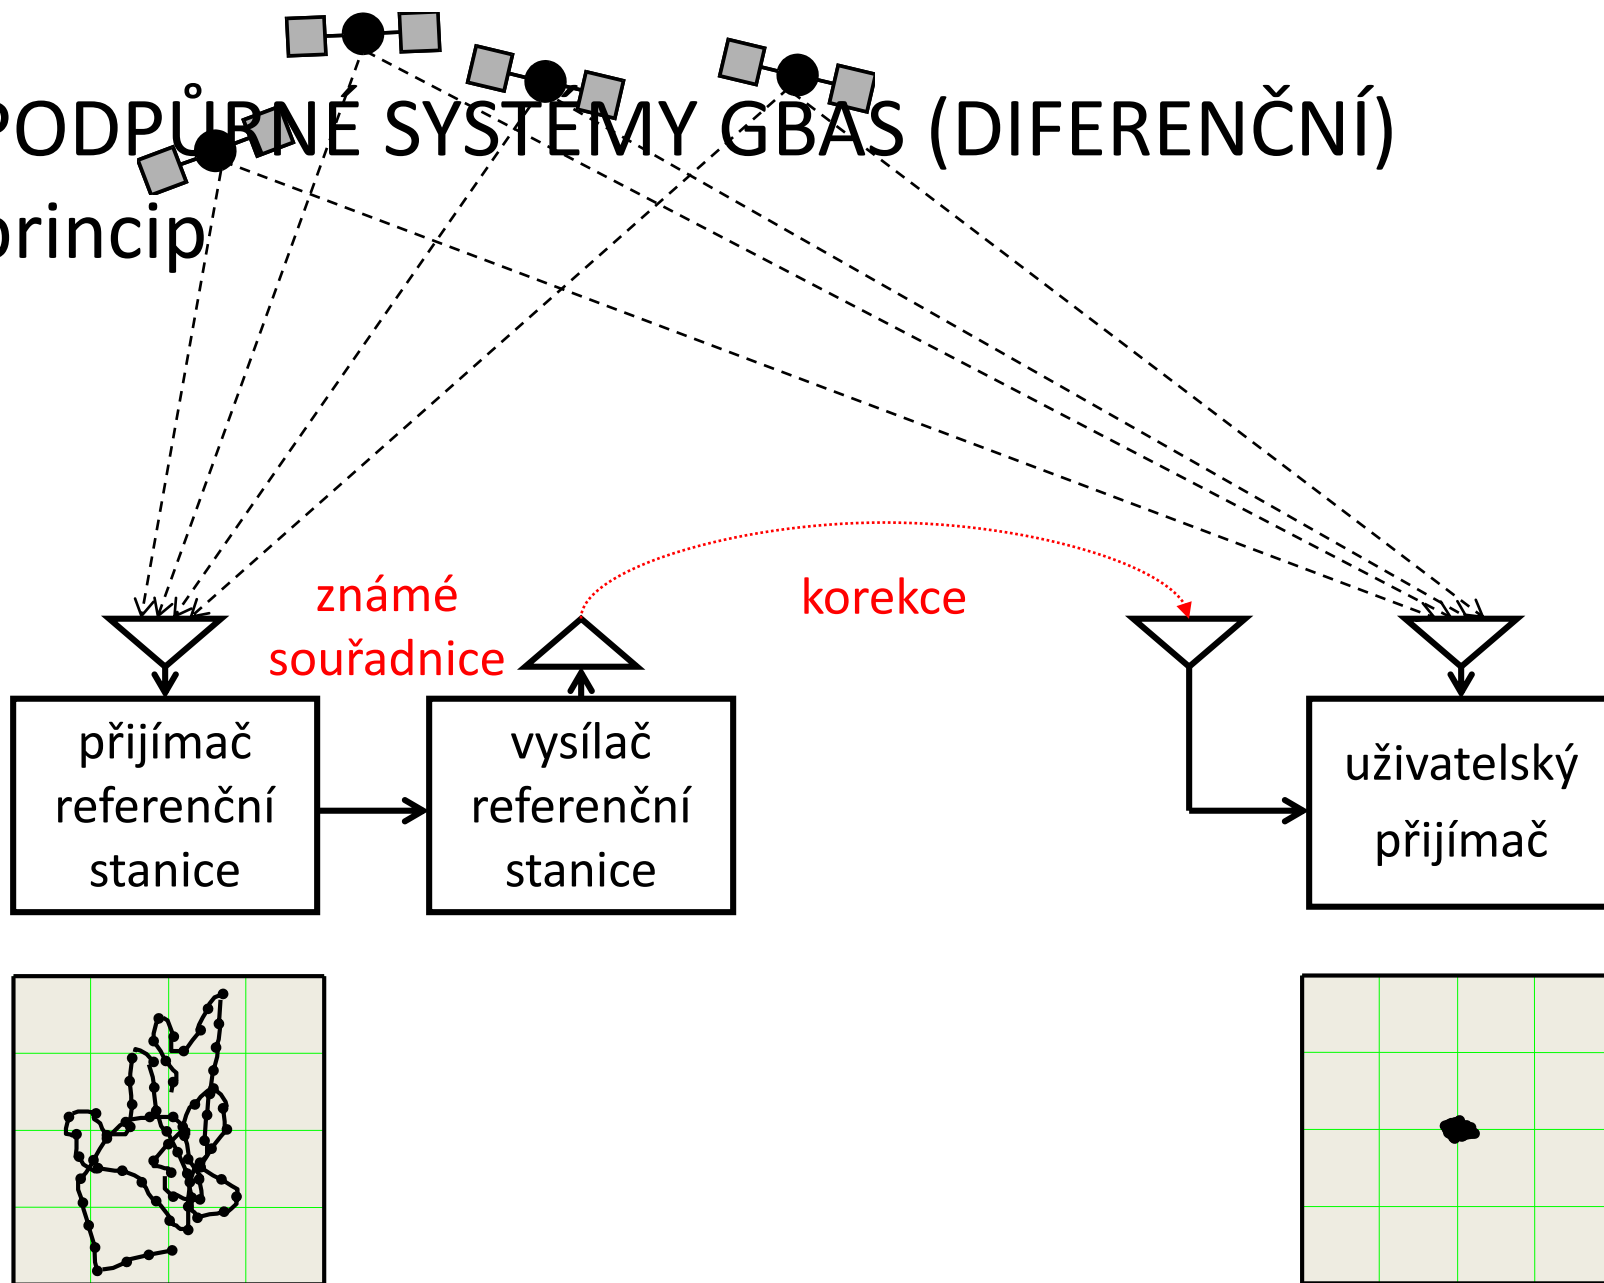 PODPŮRNÉ SYSTÉMY GBAS (DIFERENČNÍ)
princip
známé
souřadnice
korekce
přijímač
referenční
stanice
vysílač
referenční
stanice
uživatelský
přijímač